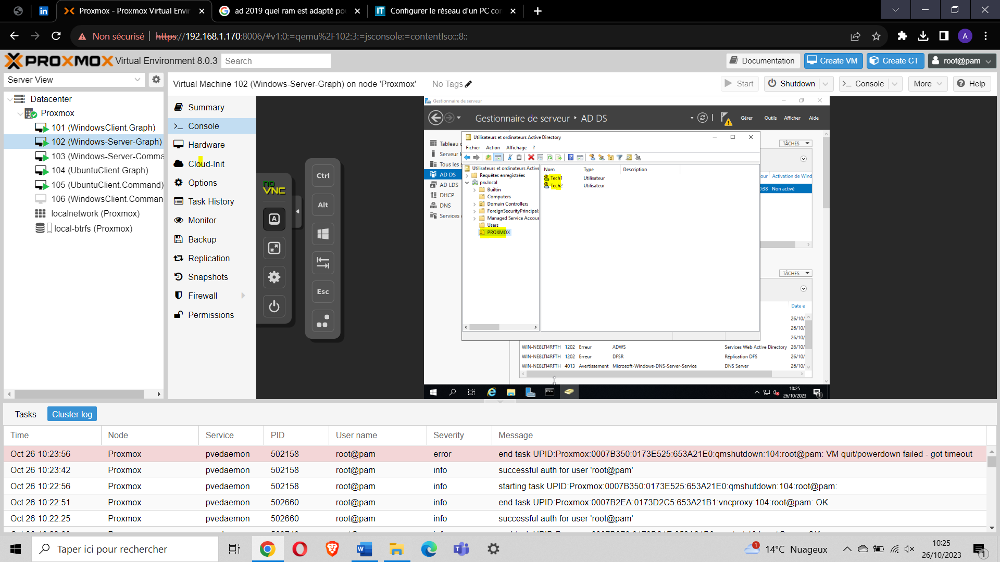 Proxmox - Proxmox Virtual Envir
ad 2019 quel ram est adapté po
Configurer le réseau d'un PC cor
Non sécurisé
https://192.168.1.170:8006/#v1:0:=qemu%2F102:3:=jsconsole:=contentIso:::8::
A
PROXMOX Virtual Environment 8.0.3
Search
Documentation
Create VM
Create CT
root@pam
Server View
Virtual Machine 102 (Windows-Server-Graph) on node 'Proxmox'
No Tags
Start
Shutdown
Console
More
Help
Datacenter
Proxmox
101 (WindowsClient.Graph)
102 (Windows-Server-Graph)
103 (Windows-Server-Comma
104 (UbuntuClient.Graph)
105 (UbuntuClient.Command)
106 (WindowsClient.Comman
localnetwork (Proxmox)
local-btrfs (Proxmox)
Summary
Console
Hardware
Cloud-Init
Options
Task History
Monitor
Backup
Replication
Snapshots
Firewall
Permissions
no
VNC
A
Ctrl
Alt
Esc
Gestionnaire de serveur
Gestionnaire de serveur
AD DS
Gérer
Outils
Afficher
Aide
Tableau d
Serveur l
Tous les s
AD DS
AD LDS
DHCP
DNS
Services
Utilisateurs et ordinateurs Active Directory
Fichier
Action
Affichage
?
Utilisateurs et ordinateurs Active
Requêtes enregistrées
prx.local
Builtin
Computers
Domain Controllers
ForeignSecurityPrincipals
Managed Service Accour
Users
PROXMOX
Nom
Type
Description
Tech1
Utilisateur
Tech2
Utilisateur
TÂCHES
our
Activation de Wind
0:38
Non activé
TÂCHES
Date e
26/10/
26/10/
26/10/
WIN-NE8LTI4RFTH 1202 Erreur ADWS Services Web Active Directory 26/10/
WIN-NE8LTI4RFTH 1202 Erreur DFSR Réplication DFS 26/10/
WIN-NE8LTI4RFTH 4013 Avertissement Microsoft-Windows-DNS-Server-Service DNS Server 26/10/
10:25
26/10/2023
1
Tasks
Cluster log
Time Node Service PID User name Severity Message
Oct 26 10:23:56 Proxmox pvedaemon 502158 root@pam error end task UPID:Proxmox:0007B350:0173E525:653A21E0:qmshutdown:104:root@pam: VM quit/powerdown failed - got timeout
Oct 26 10:23:42 Proxmox pvedaemon 502158 root@pam info successful auth for user 'root@pam'
Oct 26 10:22:56 Proxmox pvedaemon 502158 root@pam info starting task UPID:Proxmox:0007B350:0173E525:653A21E0:qmshutdown:104:root@pam:
Oct 26 10:22:51 Proxmox pvedaemon 502660 root@pam info end task UPID:Proxmox:0007B2EA:0173D2C5:653A21B1:vncproxy:104:root@pam: OK
Oct 26 10:22:25 Proxmox pvedaemon 502660 root@pam info successful auth for user 'root@pam'
Taper ici pour rechercher
1
14°C Nuageux
10:25
26/10/2023
1